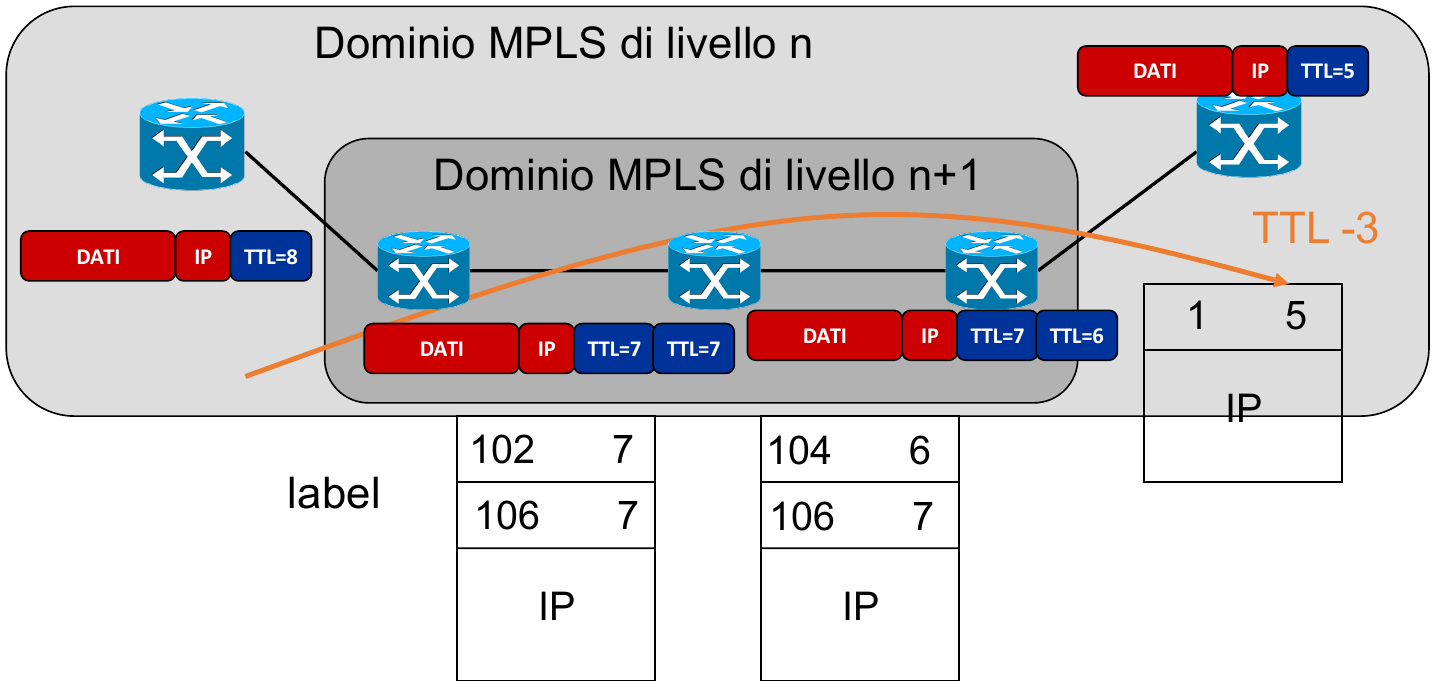 Dominio MPLS di livello n
DATI IP TTL=5
Dominio MPLS di livello n+1
TTL -3
DATI IP TTL=8
DATI IP TTL=7 TTL=7
DATI IP TTL=7 TTL=6
1 5
IP
label
102 7
106 7
IP
104 6
106 7
IP